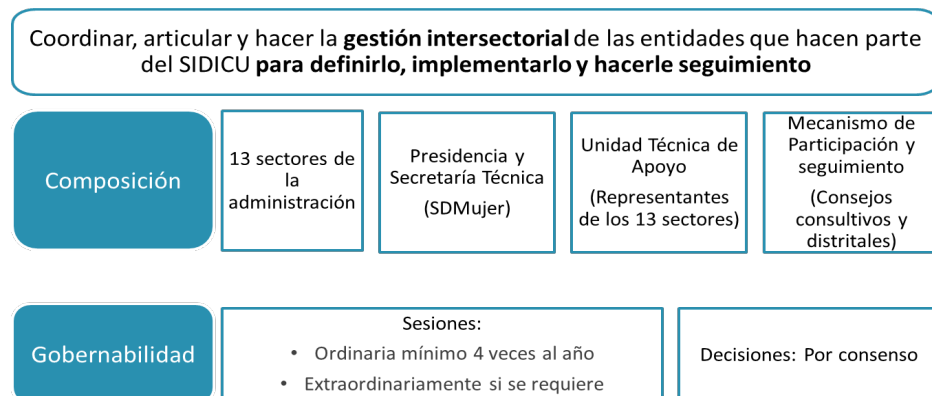 Coordinar, articular y hacer la gestión intersectorial de las entidades que hacen parte
del SIDICU para definirlo, implementarlo y hacerle seguimiento
Composición
13 sectores de
la
administración
Presidencia y
Secretaría Técnica
(SDMujer)
Unidad Técnica de
Apoyo
(Representantes
de los 13 sectores)
Mecanismo de
Participación y
seguimiento
(Consejos
consultivos y
distritales)
Gobernabilidad
Sesiones:
• Ordinaria mínimo 4 veces al año
• Extraordinariamente si se requiere
Decisiones: Por consenso